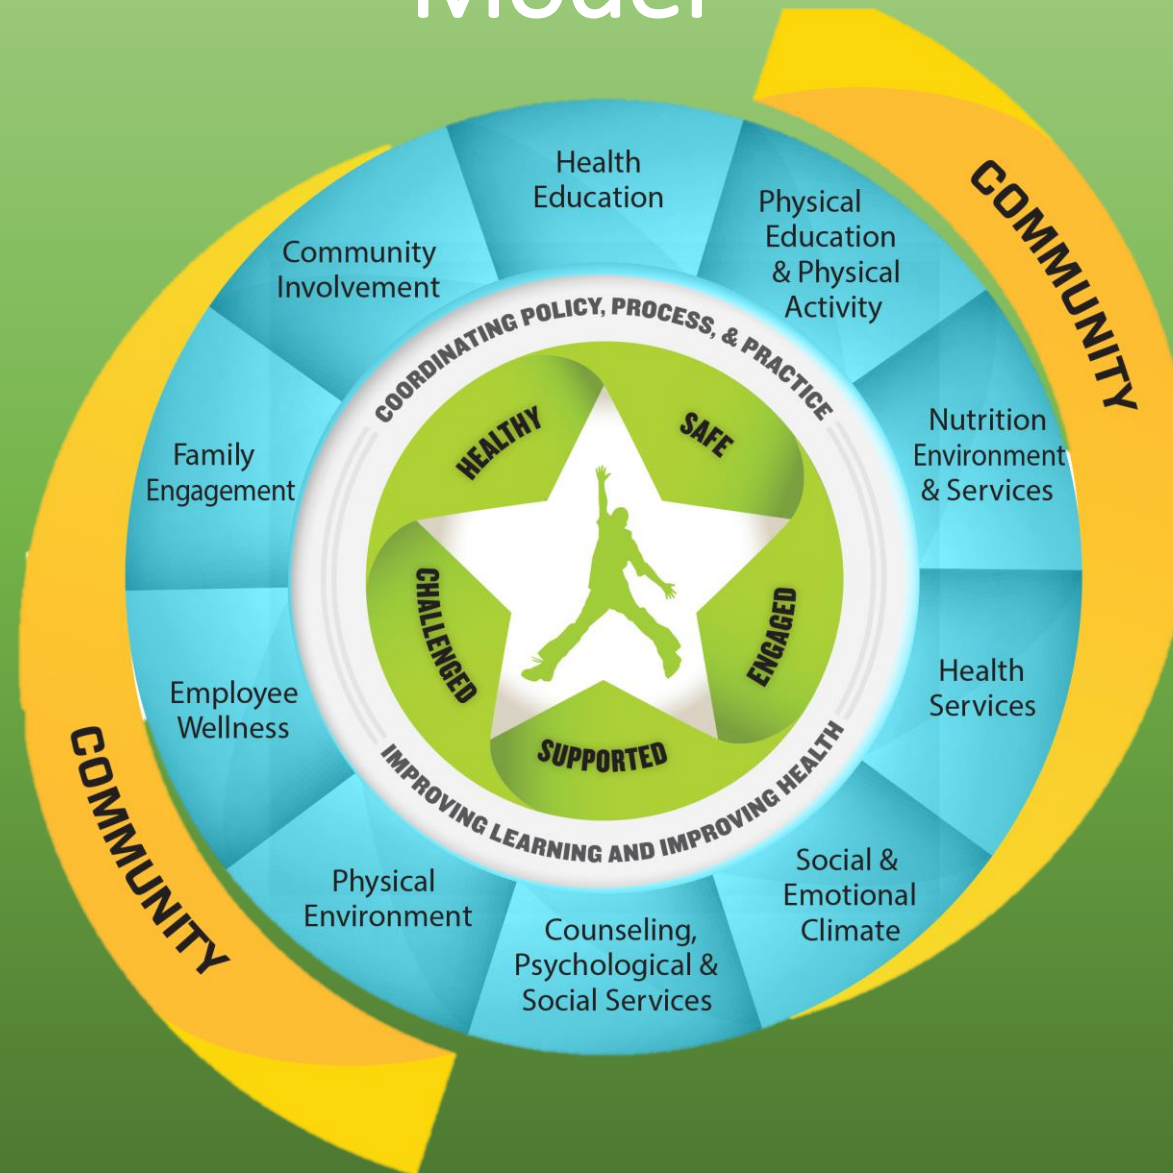 Model
Health
Education
Physical
Education
& Physical
Activity
Nutrition
Environment
& Services
Health
Services
Social &
Emotional
Climate
Counseling,
Psychological &
Social Services
Physical
Environment
Employee
Wellness
Family
Engagement
Community
Involvement
COMMUNITY
COMMUNITY
COORDINATING POLICY, PROCESS, & PRACTICE
IMPROVING LEARNING AND IMPROVING HEALTH
HEALTHY
SAFE
ENGAGED
SUPPORTED
CHALLENGED